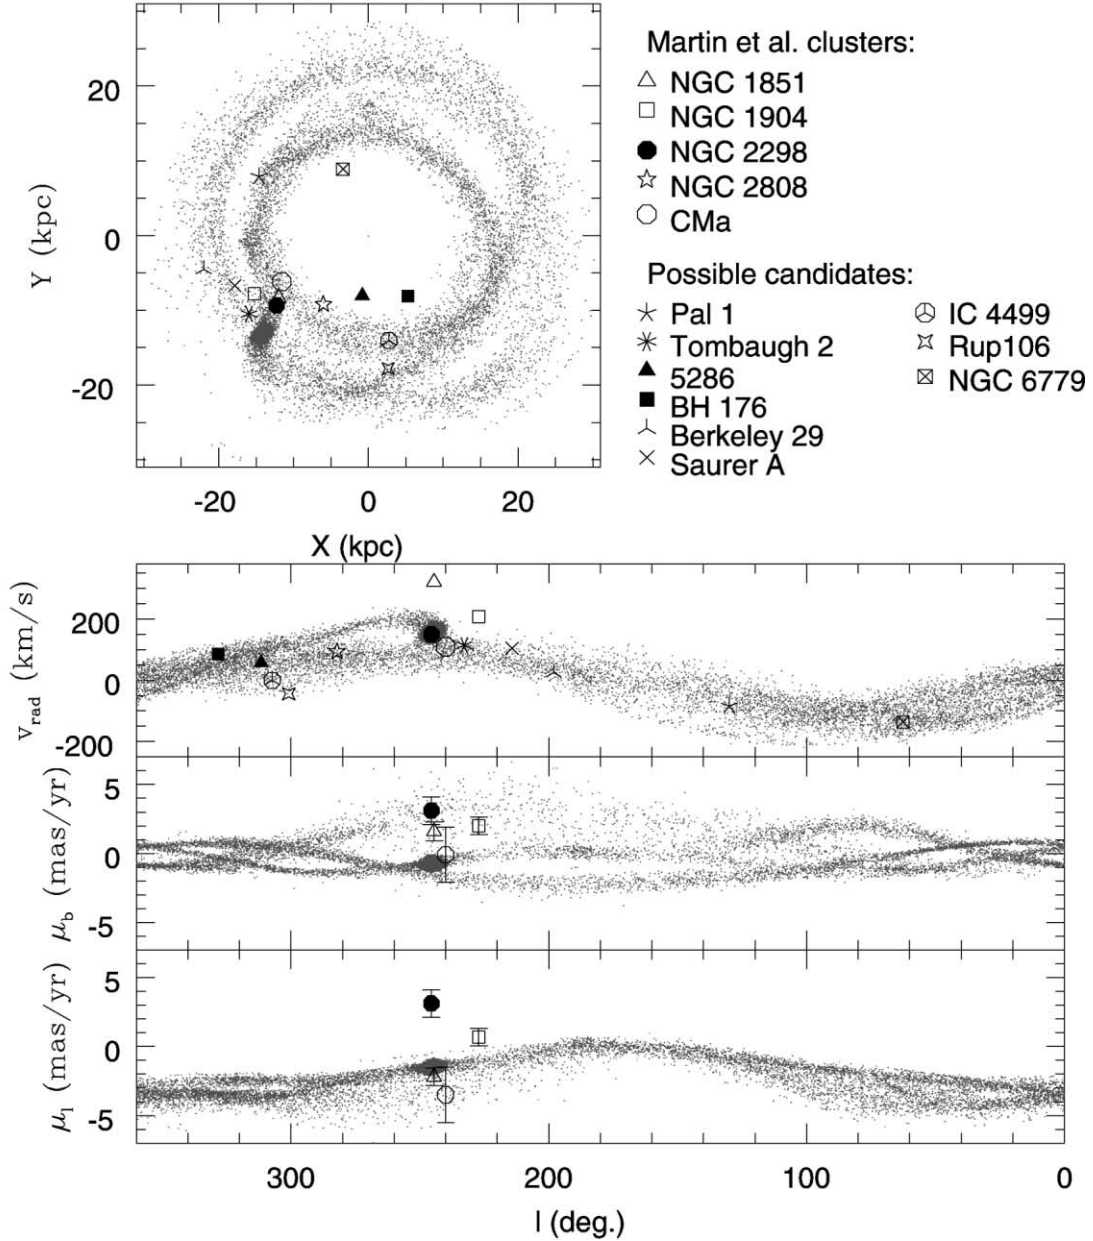 20
0
-20
Y (kpc)
-20 0 20
X (kpc)
Martin et al. clusters:
NGC 1851
NGC 1904
NGC 2298
NGC 2808
CMa
Possible candidates:
Pal 1
Tombaugh 2
5286
BH 176
Berkeley 29
Saurer A
IC 4499
Rup106
NGC 6779
200
0
-200
v_rad (km/s)
5
0
-5
μ_b (mas/yr)
5
0
-5
μ_l (mas/yr)
300 200 100 0
l (deg.)